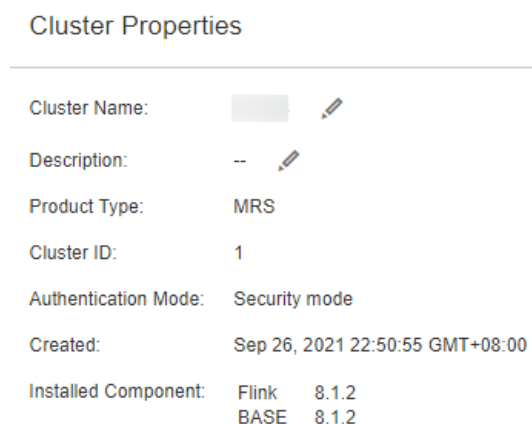 Cluster Properties
Cluster Name:
Description: --
Product Type: MRS
Cluster ID: 1
Authentication Mode: Security mode
Created: Sep 26, 2021 22:50:55 GMT+08:00
Installed Component: Flink 8.1.2
BASE 8.1.2